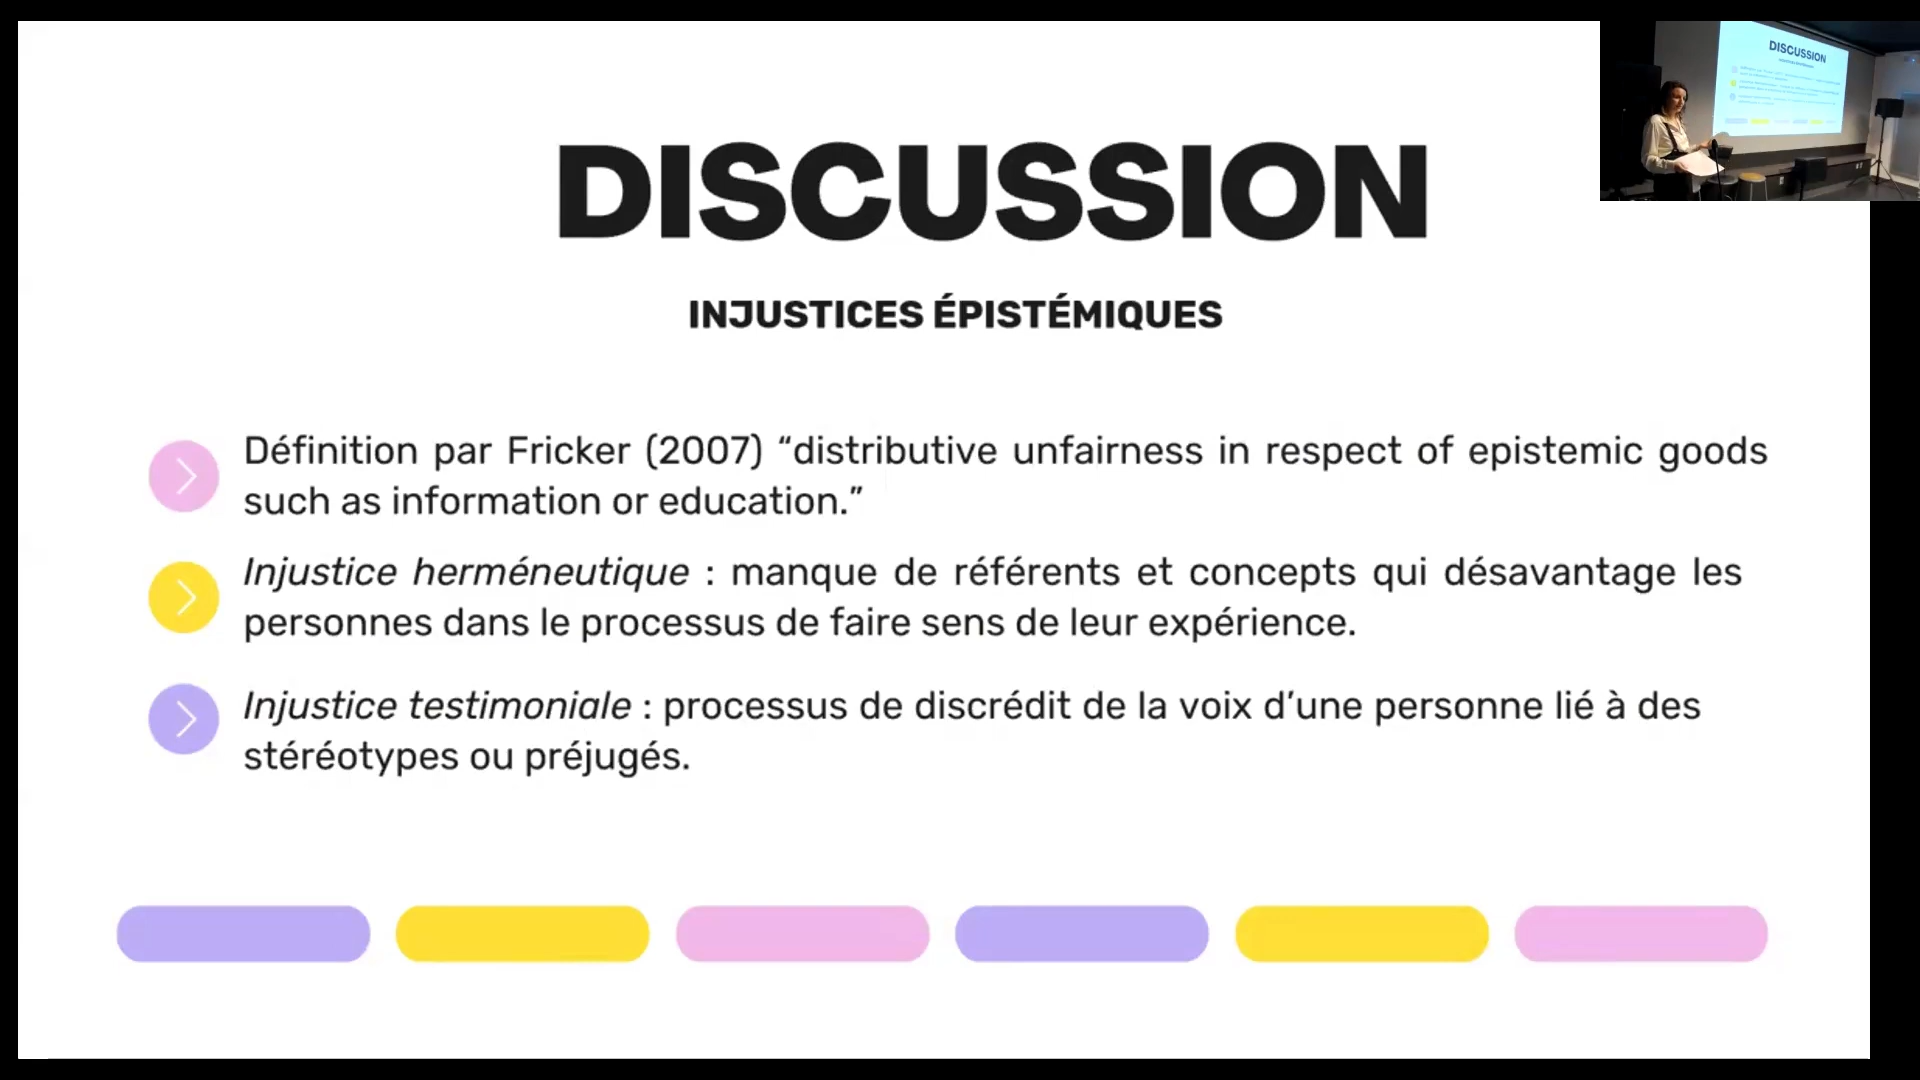 DISCUSSION
INJUSTICES ÉPISTÉMIQUES
Définition par Fricker (2007) “distributive unfairness in respect of epistemic goods
such as information or education.”
Injustice herméneutique : manque de référents et concepts qui désavantage les
personnes dans le processus de faire sens de leur expérience.
Injustice testimoniale : processus de discrédit de la voix d’une personne lié à des
stéréotypes ou préjugés.
DISCUSSION